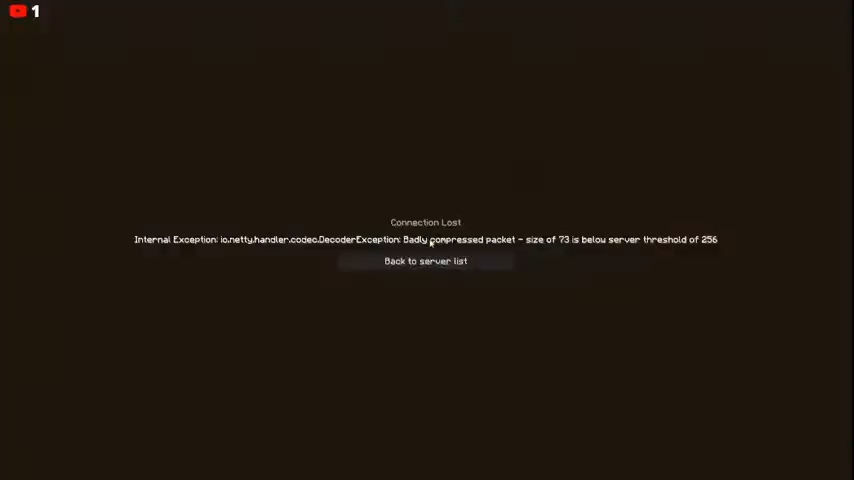 1
Connection Lost
Internal Exception: io.netty.handler.codec.DecoderException: Badly compressed packet - size of 73 is below server threshold of 256
Back to server list